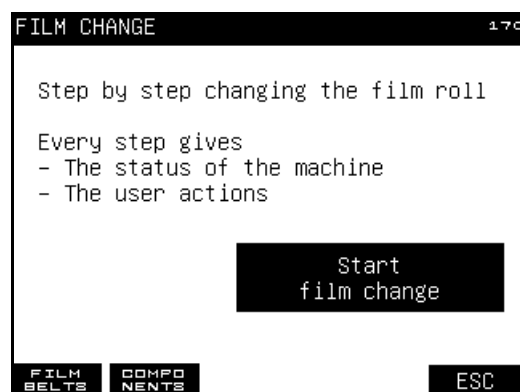 FILM CHANGE 170
Step by step changing the film roll
Every step gives
- The status of the machine
- The user actions
Start
film change
FILM BELTS COMPO NENTS ESC